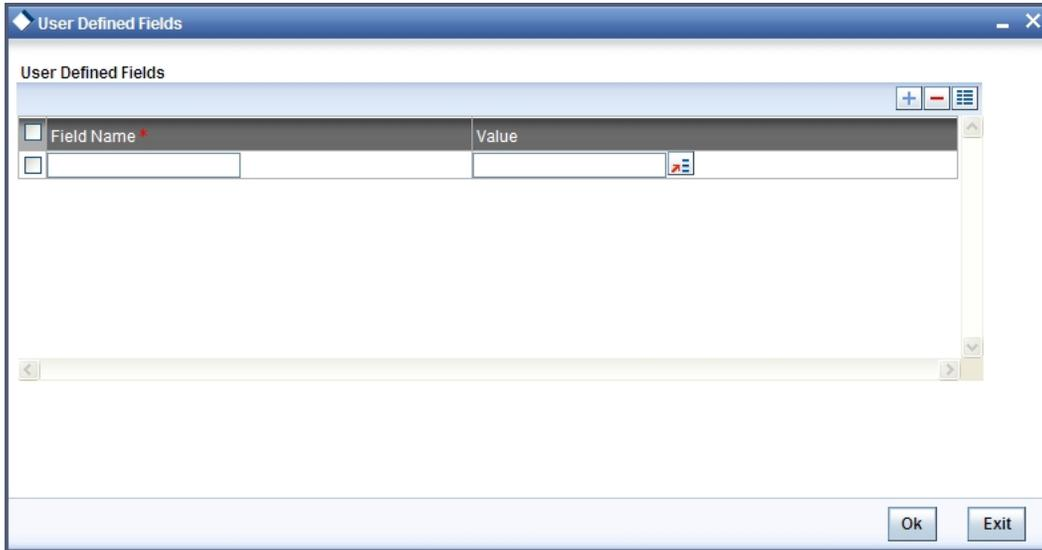 User Defined Fields
User Defined Fields
Field Name * Value
Ok Exit